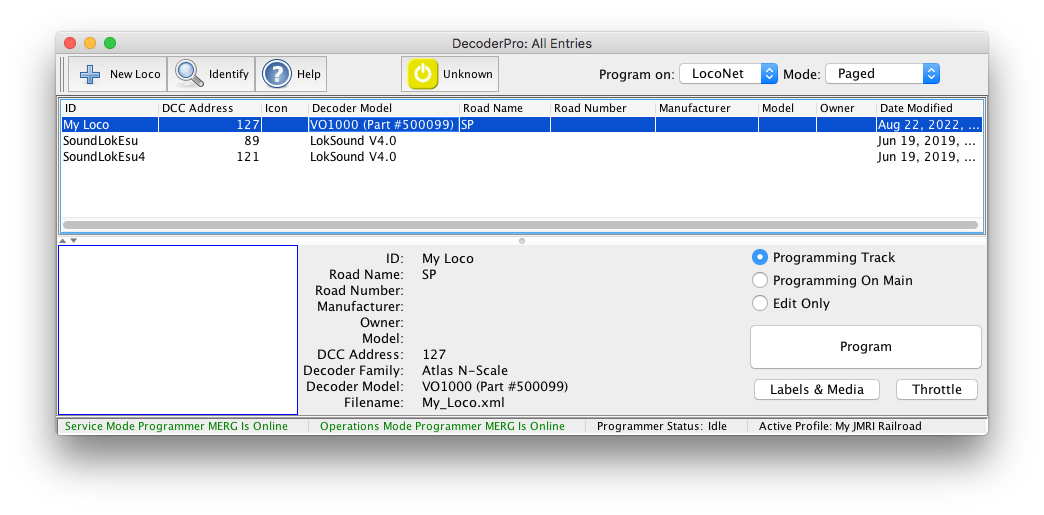 DecoderPro: All Entries
New Loco Identify Help Unknown Program on: LocoNet Mode: Paged
ID DCC Address Icon Decoder Model Road Name Road Number Manufacturer Model Owner Date Modified
My Loco 127 VO1000 (Part #500099) SP Aug 22, 2022, ...
SoundLokEsu 89 LokSound V4.0 Jun 19, 2019, ...
SoundLokEsu4 121 LokSound V4.0 Jun 19, 2019, ...
ID: My Loco
Road Name: SP
Road Number:
Manufacturer:
Owner:
Model:
DCC Address: 127
Decoder Family: Atlas N-Scale
Decoder Model: VO1000 (Part #500099)
Filename: My_Loco.xml
Programming Track
Programming On Main
Edit Only
Program
Labels & Media Throttle
Service Mode Programmer MERG Is Online Operations Mode Programmer MERG Is Online Programmer Status: Idle Active Profile: My JMRI Railroad